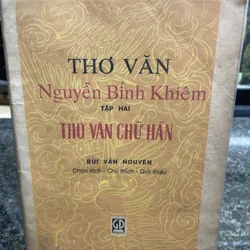 THƠ VĂN
Nguyễn Bỉnh Khiêm
TẬP HAI
THƠ VĂN CHỮ HÁN
BÙI VĂN NGUYÊN
Chọn dịch - Chú thích - Giới thiệu
GD